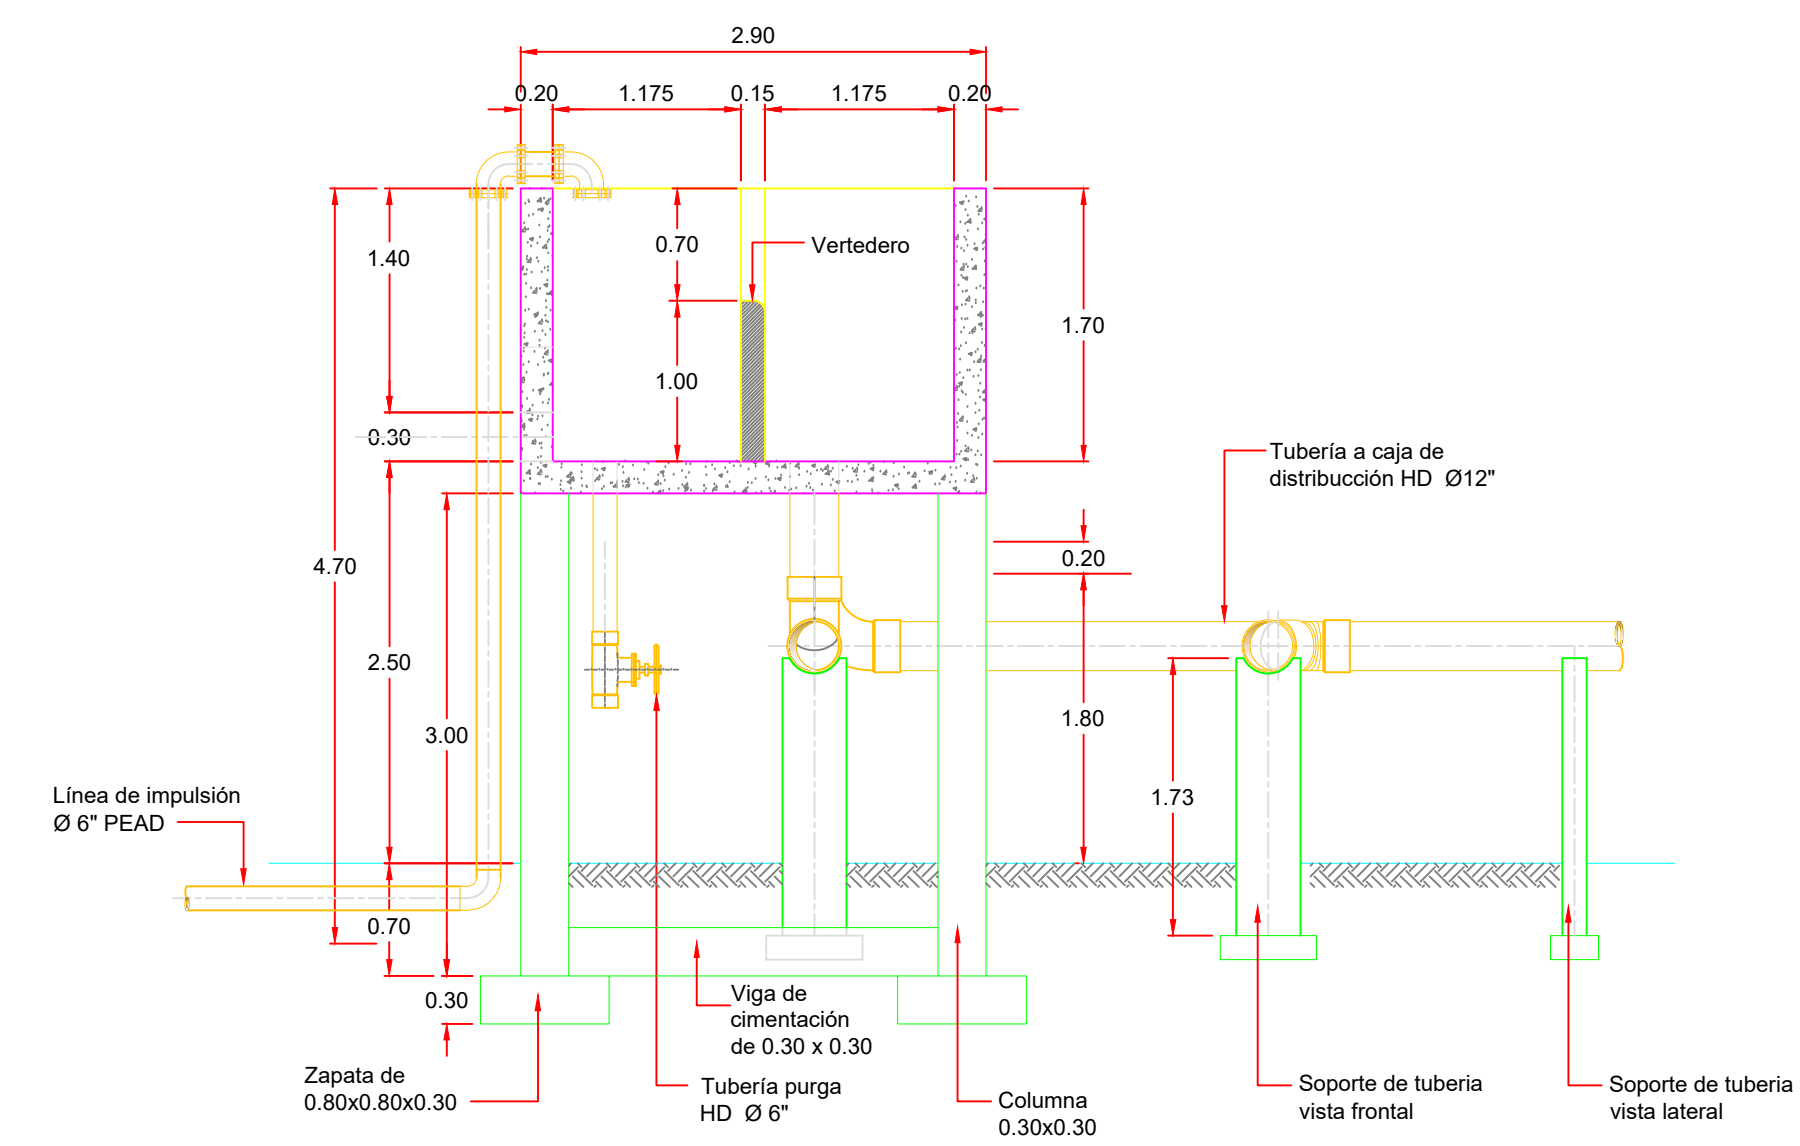 2.90
0.20
1.175
0.15
1.175
0.20
0.70
Vertedero
1.40
1.70
1.00
0.30
Tubería a caja de
distribucción HD Ø12"
0.20
4.70
2.50
1.80
3.00
Línea de impulsión
Ø 6" PEAD
1.73
0.70
0.30
Viga de
cimentación
de 0.30 x 0.30
Zapata de
0.80x0.80x0.30
Tubería purga
HD Ø 6"
Columna
0.30x0.30
Soporte de tuberia
vista frontal
Soporte de tuberia
vista lateral